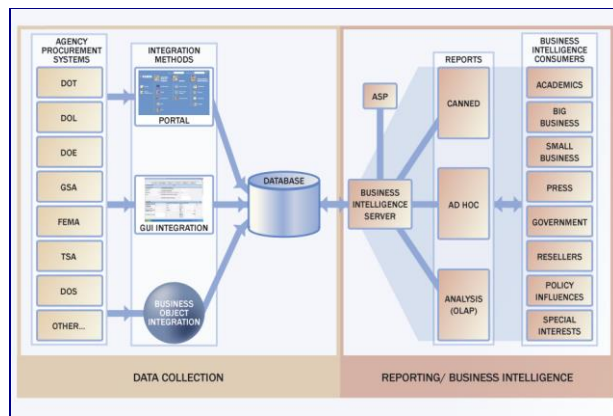 AGENCY
PROCUREMENT
SYSTEMS
DOT
DOL
DOE
GSA
FEMA
TSA
DOS
OTHER...
INTEGRATION
METHODS
PORTAL
GUI INTEGRATION
BUSINESS
OBJECT
INTEGRATION
DATABASE
DATA COLLECTION
ASP
BUSINESS
INTELLIGENCE
SERVER
REPORTS
CANNED
AD HOC
ANALYSIS
(OLAP)
BUSINESS
INTELLIGENCE
CONSUMERS
ACADEMICS
BIG
BUSINESS
SMALL
BUSINESS
PRESS
GOVERNMENT
RESELLERS
POLICY
INFLUENCES
SPECIAL
INTERESTS
REPORTING/ BUSINESS INTELLIGENCE